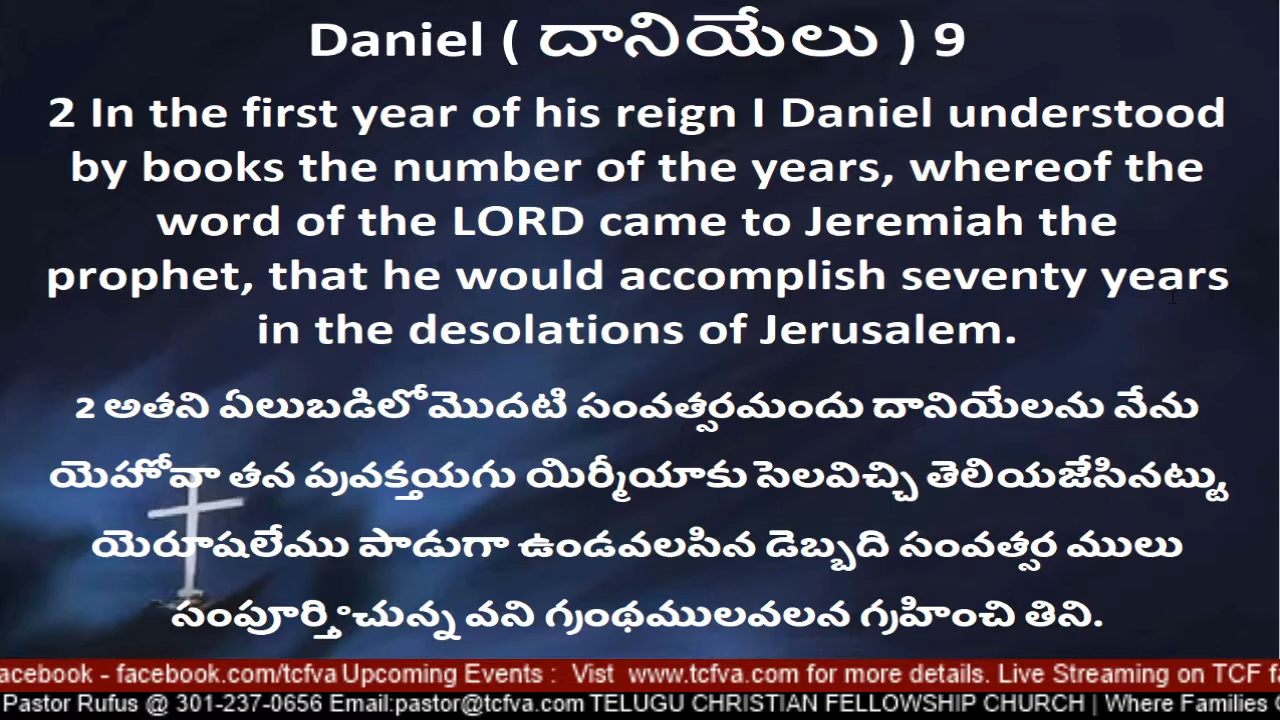 Daniel ( దానియేలు ) 9
2 In the first year of his reign I Daniel understood
by books the number of the years, whereof the
word of the LORD came to Jeremiah the
prophet, that he would accomplish seventy years
in the desolations of Jerusalem.
2 అతని ఏలుబడిలోమొదటి సంవత్సరమందు దానియేలను నేను
యెహోవా తన ప్రవక్తయగు యిర్మీయాకు సెలవిచ్చి తెలియజేసినట్టు,
యెరూషలేము పాడుగా ఉండవలసిన డెబ్బది సంవత్సర ములు
సంపూర్తిించుచున్న వని గ్రంథములవలన గ్రహించి తిని.
acebook - facebook.com/tcfva Upcoming Events : Vist www.tcfva.com for more details. Live Streaming on TCF fa
Pastor Rufus @ 301-237-0656 Email:pastor@tcfva.com TELUGU CHRISTIAN FELLOWSHIP CHURCH | Where Families